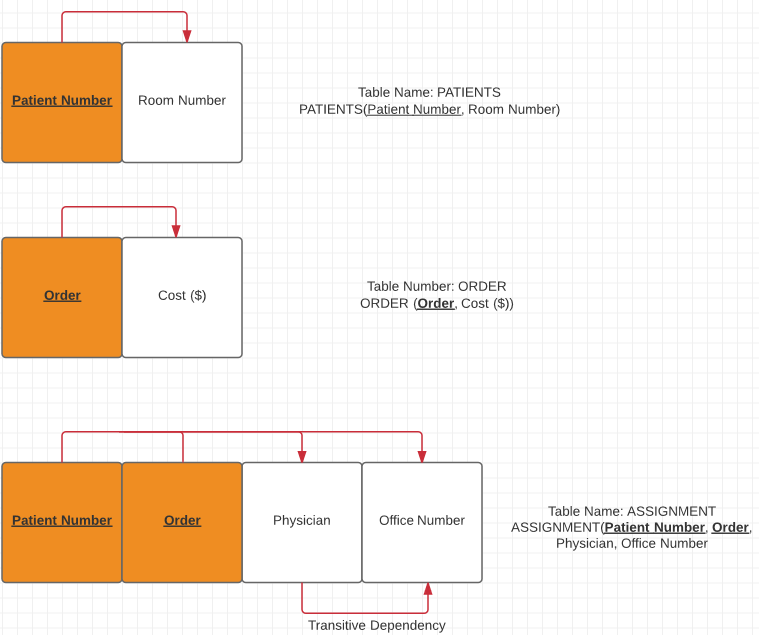 Patient Number
Room Number
Table Name: PATIENTS
PATIENTS(Patient Number, Room Number)
Order
Cost ($)
Table Number: ORDER
ORDER (Order, Cost ($))
Patient Number
Order
Physician
Office Number
Table Name: ASSIGNMENT
ASSIGNMENT(Patient Number, Order,
Physician, Office Number
Transitive Dependency